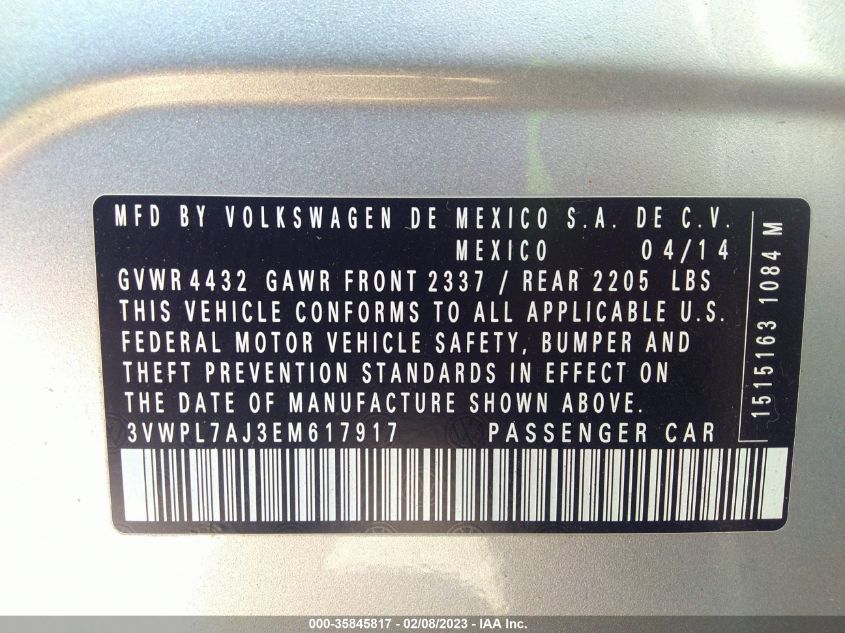 MFD BY VOLKSWAGEN DE MEXICO S.A. DE C.V.
MEXICO 04/14
GVWR 4432 GAWR FRONT 2337 / REAR 2205 LBS
THIS VEHICLE CONFORMS TO ALL APPLICABLE U.S.
FEDERAL MOTOR VEHICLE SAFETY, BUMPER AND
THEFT PREVENTION STANDARDS IN EFFECT ON
THE DATE OF MANUFACTURE SHOWN ABOVE.
3VWPL7AJ3EM617917 PASSENGER CAR
1515163 1084 M
000-35845817 - 02/08/2023 - IAA Inc.